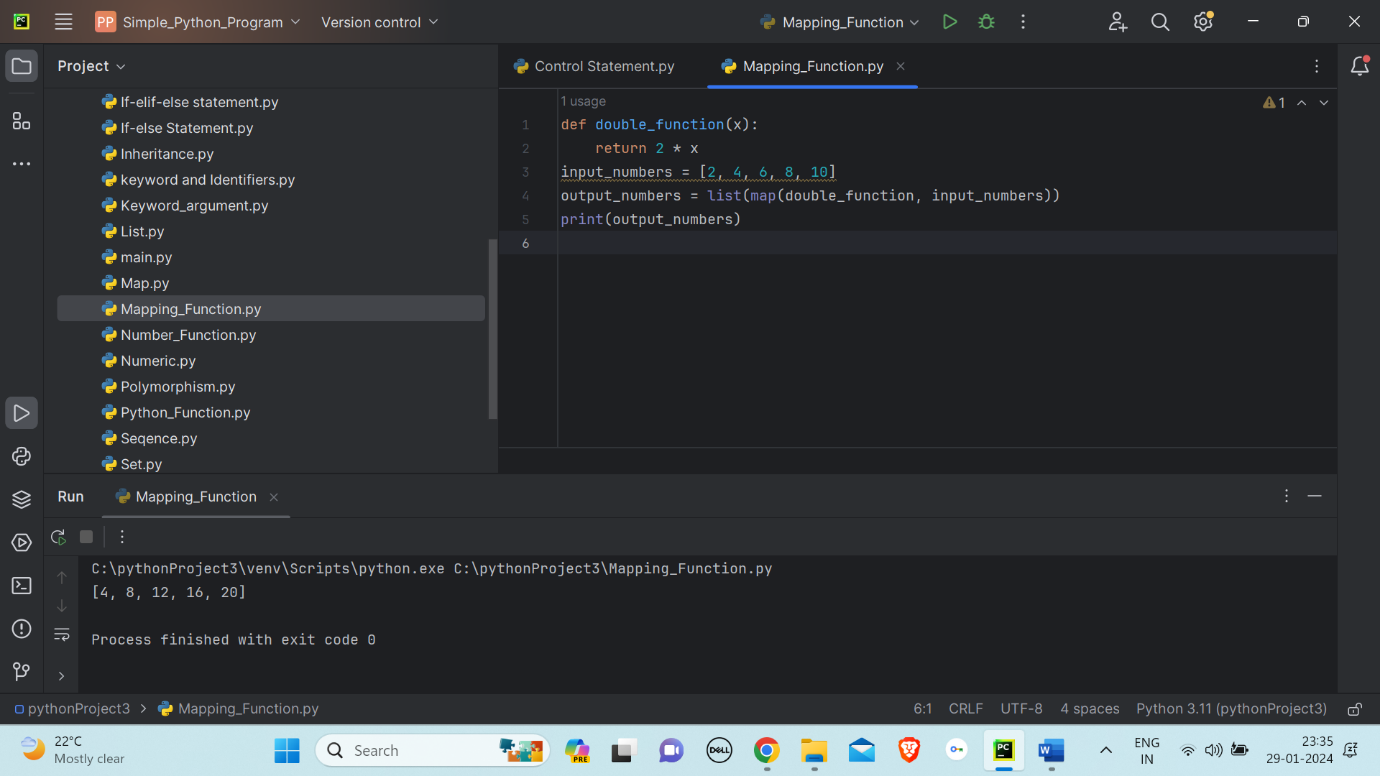 PC
PP Simple_Python_Program Version control Mapping_Function
Project
Control Statement.py Mapping_Function.py
If-elif-else statement.py
If-else Statement.py
Inheritance.py
keyword and Identifiers.py
Keyword_argument.py
List.py
main.py
Map.py
Mapping_Function.py
Number_Function.py
Numeric.py
Polymorphism.py
Python_Function.py
Seqence.py
Set.py
1 usage
1
1 def double_function(x):
2 return 2 * x
3 input_numbers = [2, 4, 6, 8, 10]
4 output_numbers = list(map(double_function, input_numbers))
5 print(output_numbers)
6
Run Mapping_Function
C:\pythonProject3\venv\Scripts\python.exe C:\pythonProject3\Mapping_Function.py
[4, 8, 12, 16, 20]
Process finished with exit code 0
pythonProject3 Mapping_Function.py 6:1 CRLF UTF-8 4 spaces Python 3.11 (pythonProject3)
22°C
Mostly clear
Search
PRE
DELL
PC
W
ENG
IN
23:35
29-01-2024